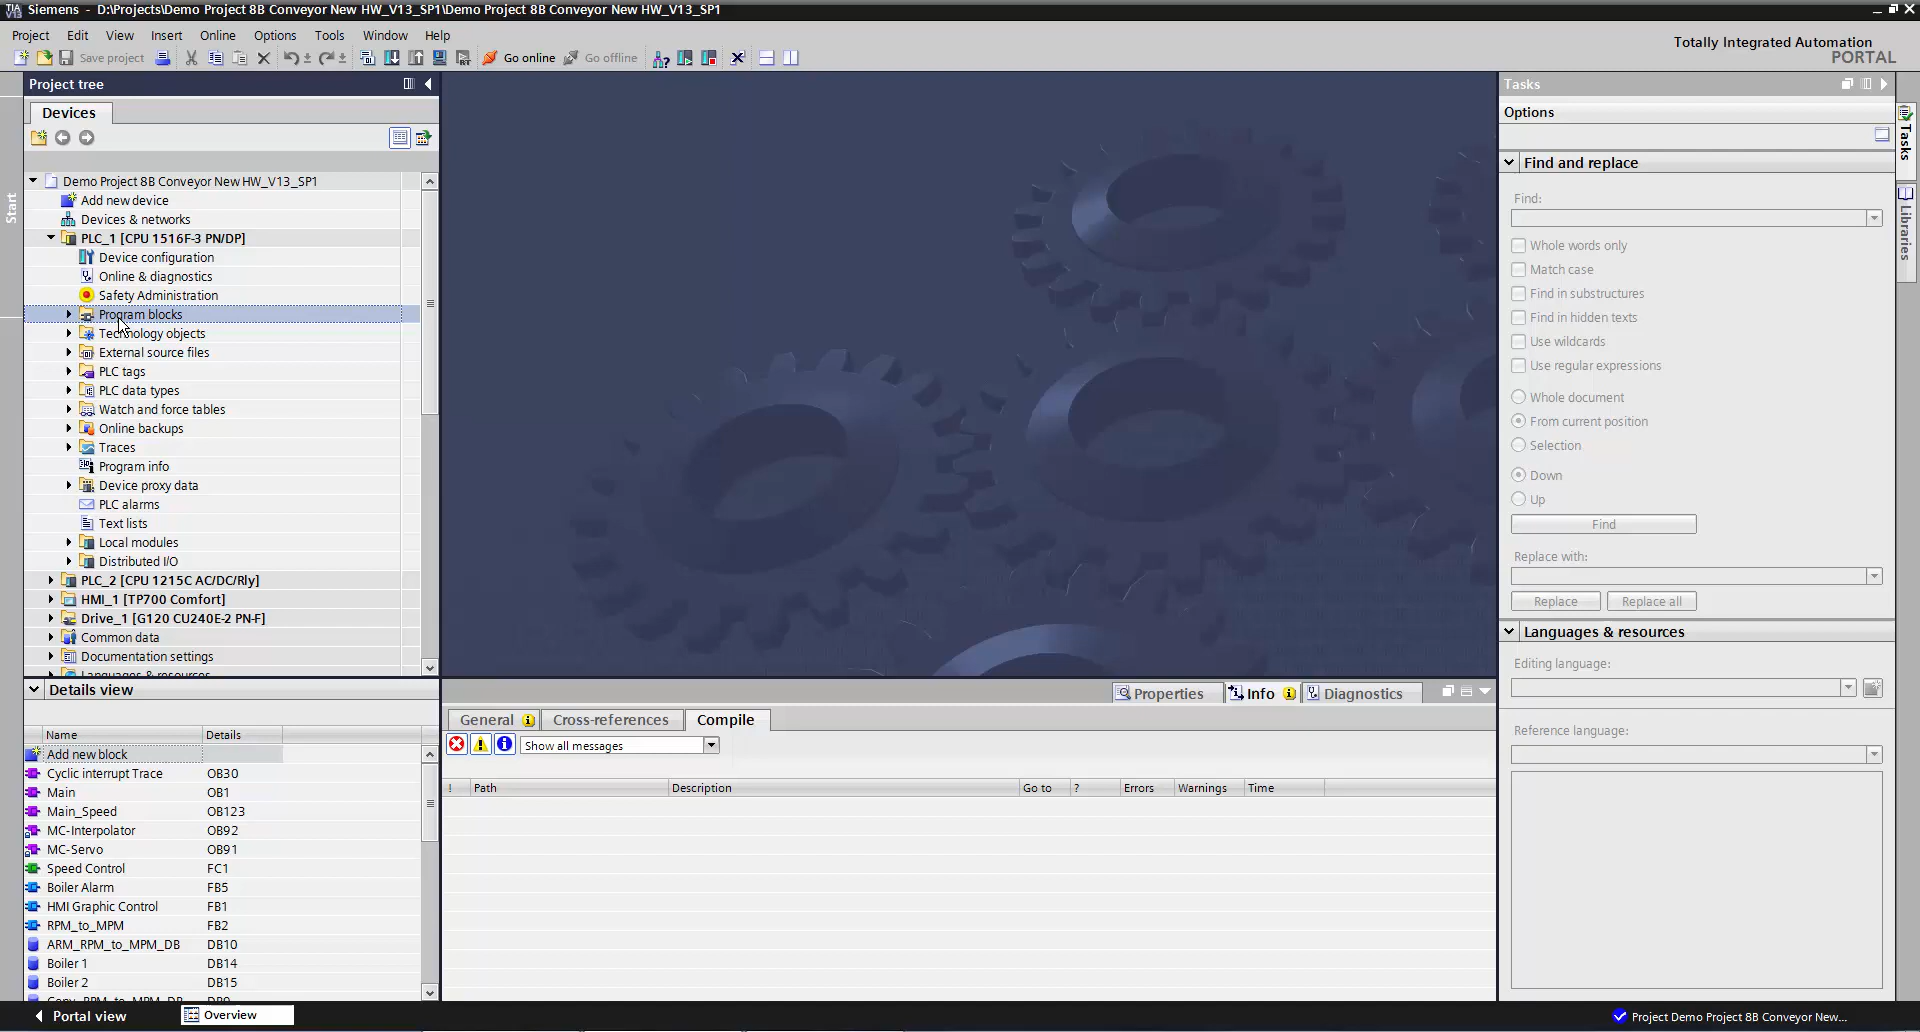 TIA V13 Siemens - D:\Projects\Demo Project 8B Conveyor New HW_V13_SP1\Demo Project 8B Conveyor New HW_V13_SP1
Project Edit View Insert Online Options Tools Window Help
Totally Integrated Automation
PORTAL
Save project Go online Go offline
Project tree
Devices
Start
Demo Project 8B Conveyor New HW_V13_SP1
Add new device
Devices & networks
PLC_1 [CPU 1516F-3 PN/DP]
Device configuration
Online & diagnostics
Safety Administration
Program blocks
Technology objects
External source files
PLC tags
PLC data types
Watch and force tables
Online backups
Traces
Program info
Device proxy data
PLC alarms
Text lists
Local modules
Distributed I/O
PLC_2 [CPU 1215C AC/DC/Rly]
HMI_1 [TP700 Comfort]
Drive_1 [G120 CU240E-2 PN-F]
Common data
Documentation settings
Languages & resources
Details view
Name Details
Add new block
Cyclic interrupt Trace OB30
Main OB1
Main_Speed OB123
MC-Interpolator OB92
MC-Servo OB91
Speed Control FC1
Boiler Alarm FB5
HMI Graphic Control FB1
RPM_to_MPM FB2
ARM_RPM_to_MPM_DB DB10
Boiler 1 DB14
Boiler 2 DB15
Conv_RPM_to_MPM_DB DB9
Properties Info Diagnostics
General Cross-references Compile
Show all messages
! Path Description Go to ? Errors Warnings Time
Tasks
Options
Find and replace
Find:
Whole words only
Match case
Find in substructures
Find in hidden texts
Use wildcards
Use regular expressions
Whole document
From current position
Selection
Down
Up
Find
Replace with:
Replace Replace all
Languages & resources
Editing language:
Reference language:
Tasks
Libraries
Portal view Overview
Project Demo Project 8B Conveyor New...